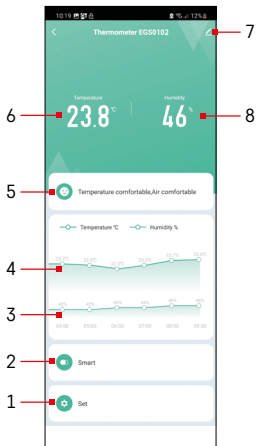 10:19 12%
Thermometer EGS0102 7
Temperature Humidity
6 23.8 °C 46 % 8
5 Temperature comfortable,Air comfortable
Temperature ℃ Humidity %
4
3
04:00 05:00 06:00 07:00 08:00 09:00
2 Smart
1 Set